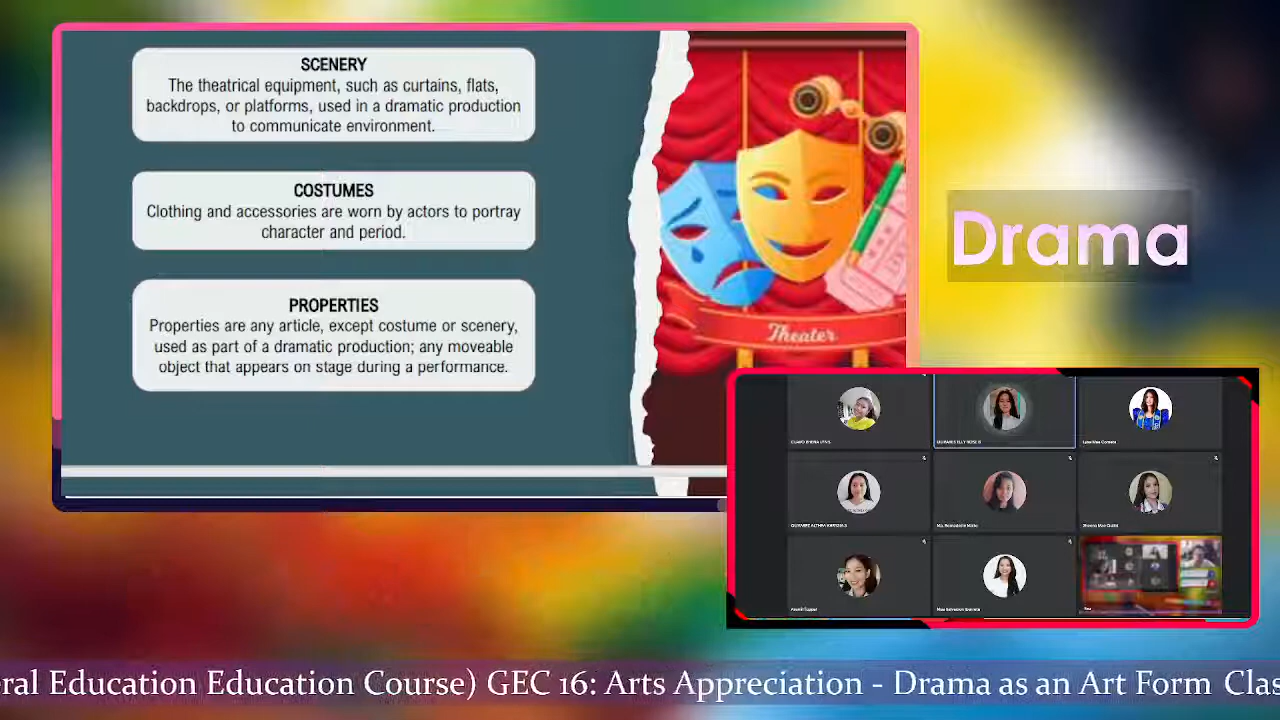 SCENERY
The theatrical equipment, such as curtains, flats,
backdrops, or platforms, used in a dramatic production
to communicate environment.
COSTUMES
Clothing and accessories are worn by actors to portray
character and period.
PROPERTIES
Properties are any article, except costume or scenery,
used as part of a dramatic production; any moveable
object that appears on stage during a performance.
Theater
Drama
eral Education Education Course) GEC 16: Arts Appreciation - Drama as an Art Form Clas